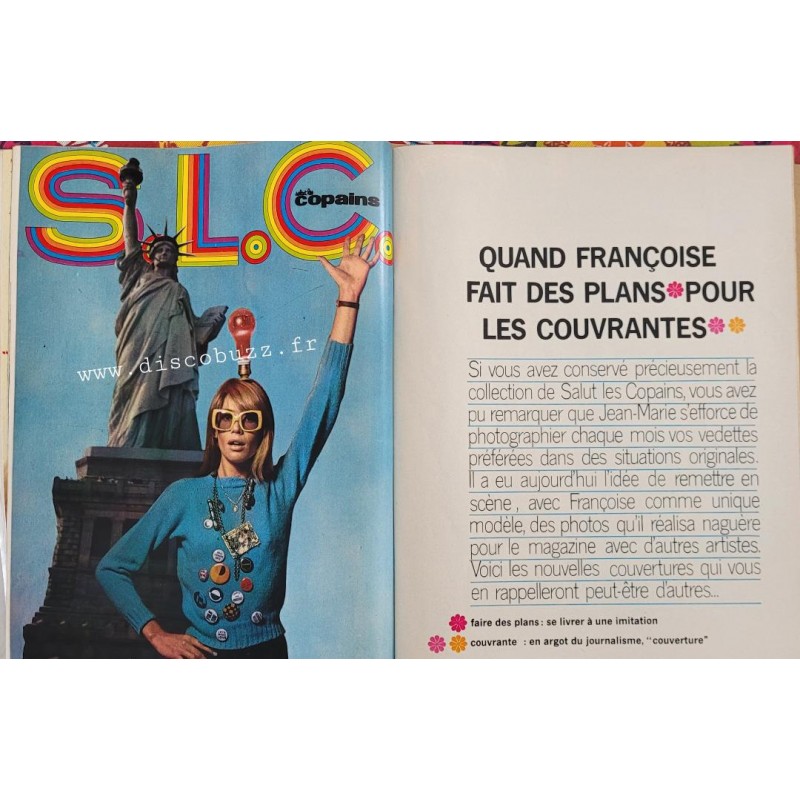 S.L.C.
salut les
copains
www.discobuzz.fr
QUAND FRANÇOISE
FAIT DES PLANS POUR
LES COUVRANTES
Si vous avez conservé précieusement la
collection de Salut les Copains, vous avez
pu remarquer que Jean-Marie s'efforce de
photographier chaque mois vos vedettes
préférées dans des situations originales.
Il a eu aujourd'hui l'idée de remettre en
scène, avec Françoise comme unique
modèle, des photos qu'il réalisa naguère
pour le magazine avec d'autres artistes.
Voici les nouvelles couvertures qui vous
en rappelleront peut-être d'autres...
faire des plans : se livrer à une imitation
couvrante : en argot du journalisme, "couverture"